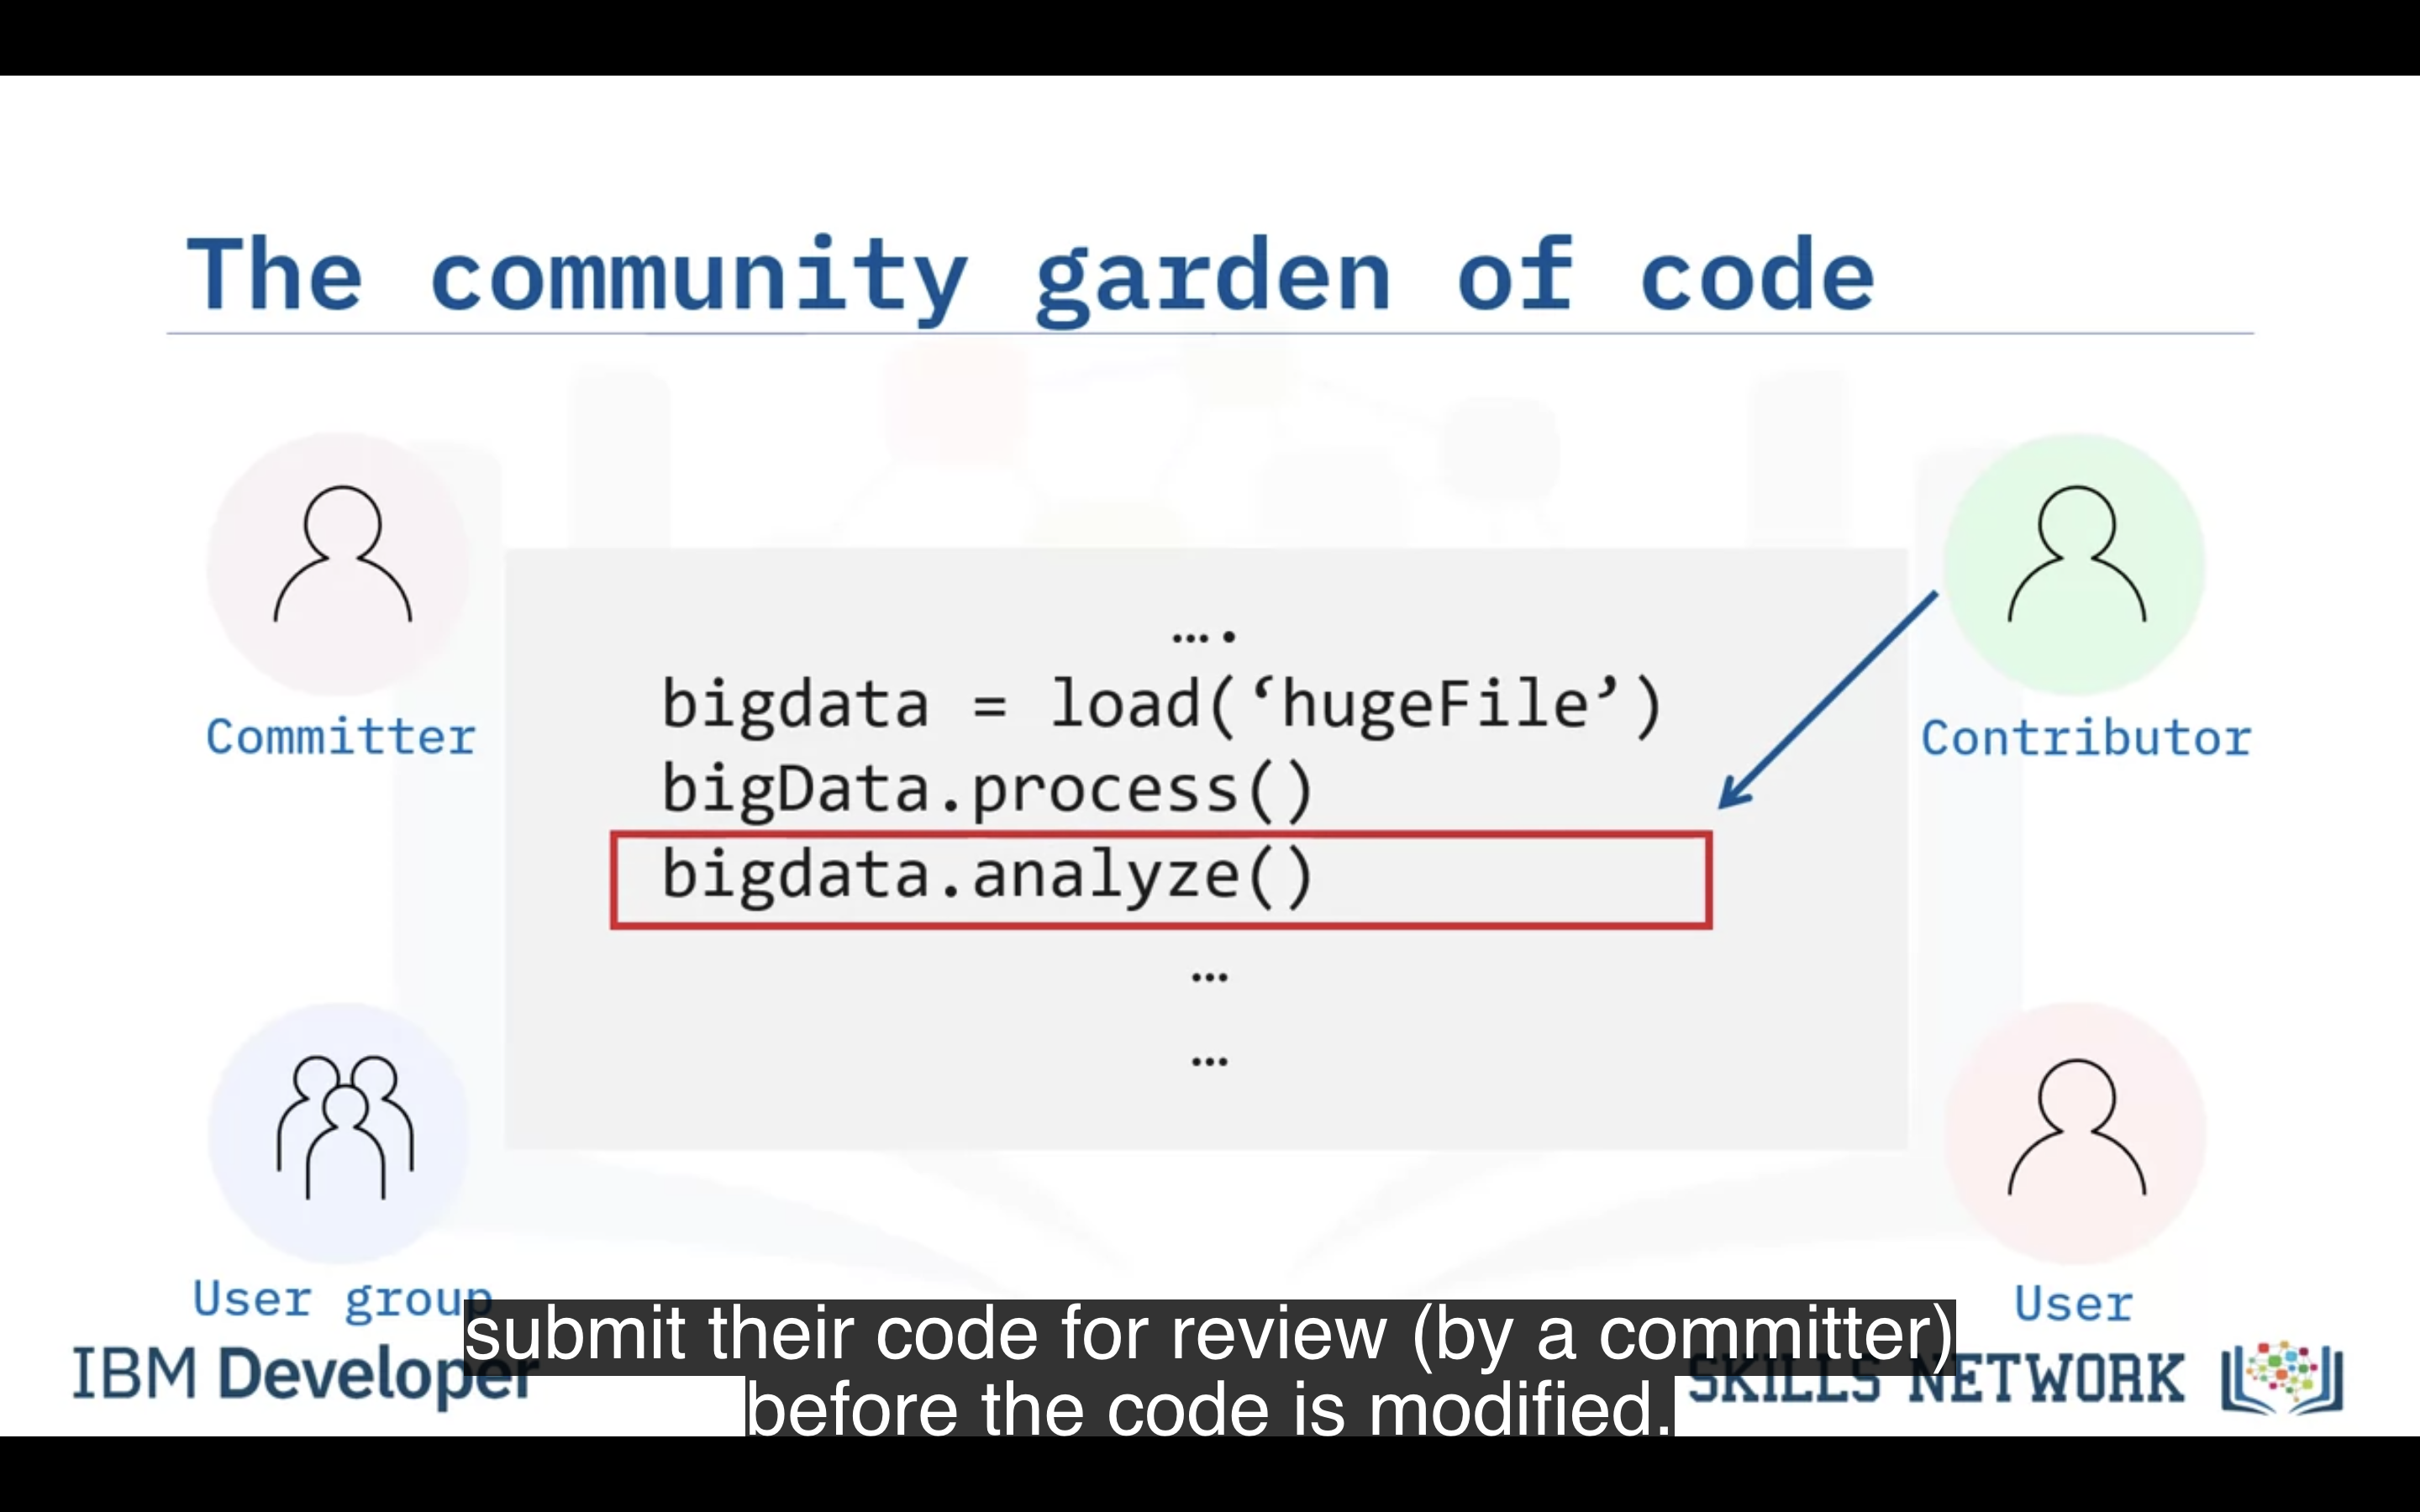 The community garden of code
Committer
Contributor
....
bigdata = load(‘hugeFile’)
bigData.process()
bigdata.analyze()
...
...
User group
User
submit their code for review (by a committer)
before the code is modified.
IBM Developer
SKILLS NETWORK